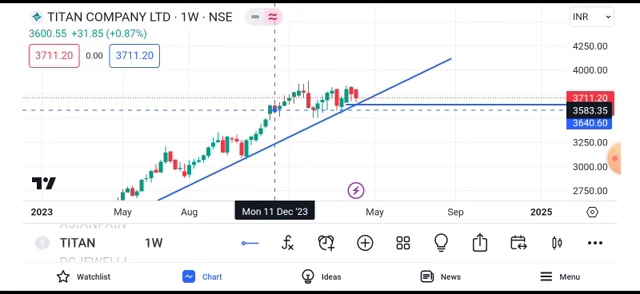 TITAN COMPANY LTD · 1W · NSE
INR
3600.55 +31.85 (+0.87%)
3711.20 0.00 3711.20
4250.00
4000.00
3711.20
3583.35
3640.60
3250.00
3000.00
2750.00
2023 May Aug Mon 11 Dec '23 May Sep 2025
ASIANPAIN
TITAN 1W
PGJEWELLI
Watchlist Chart Ideas News Menu